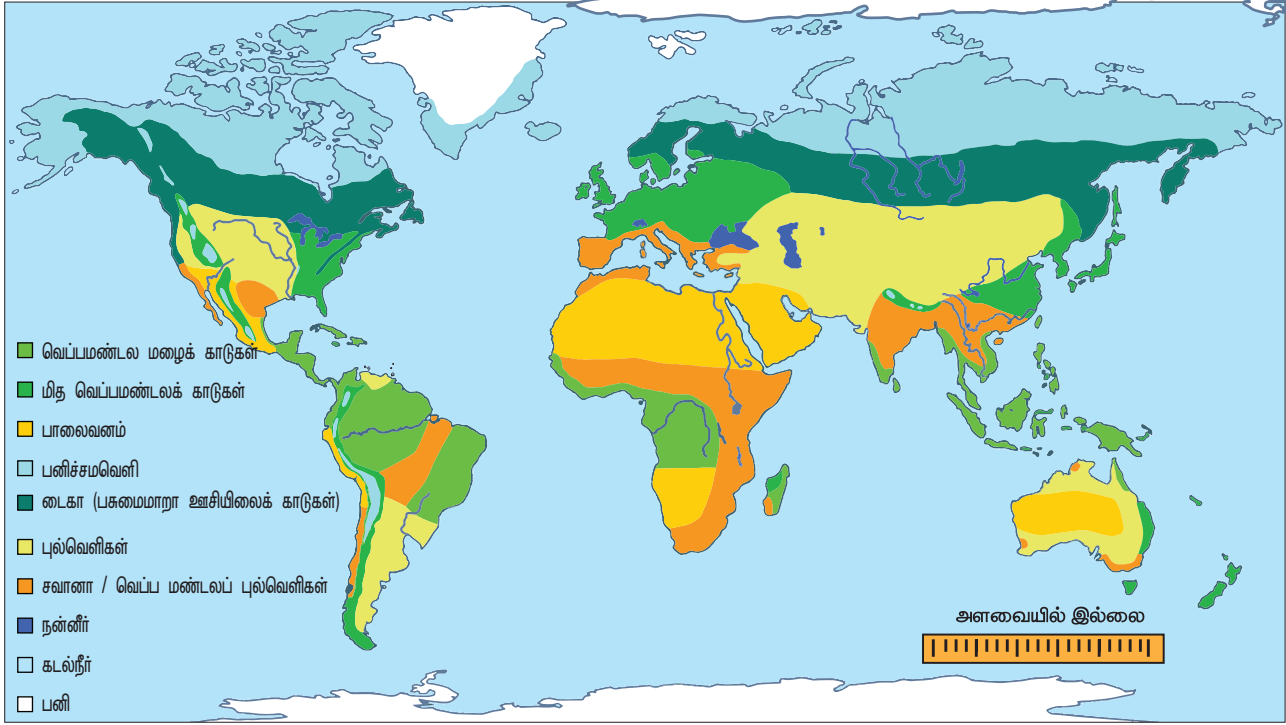 வெப்பமண்டல மழைக் காடுகள்
மித வெப்பமண்டலக் காடுகள்
பாலைவனம்
பனிச்சமவெளி
டைகா (பசுமைமாறா ஊசியிலைக் காடுகள்)
புல்வெளிகள்
சவானா / வெப்ப மண்டலப் புல்வெளிகள்
நன்னீர்
கடல்நீர்
பனி
அளவையில் இல்லை